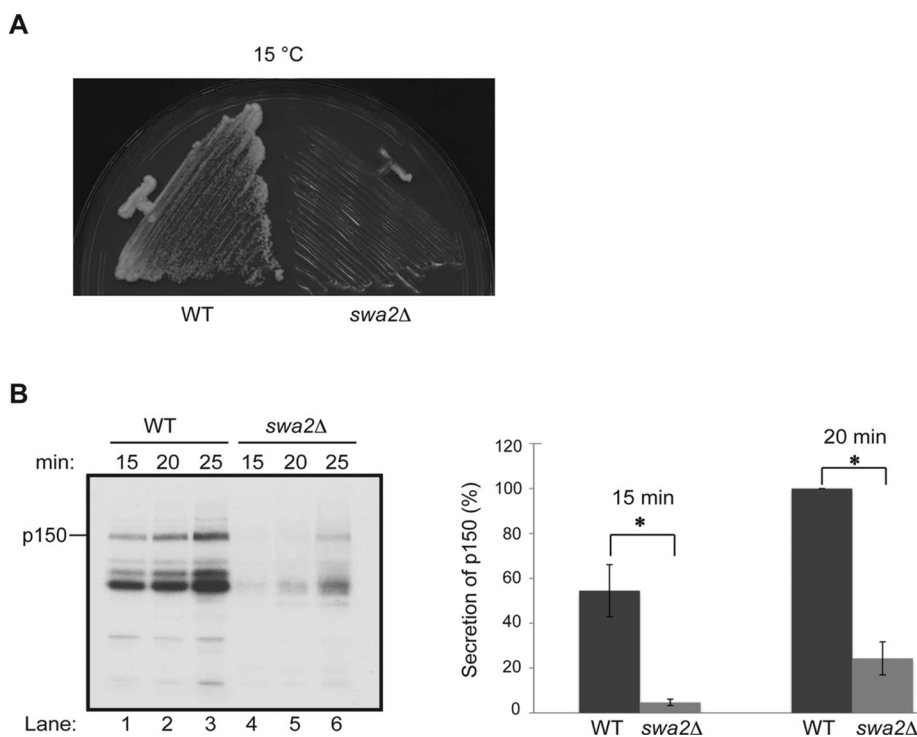 A
15 °C
WT swa2Δ
B
WT swa2Δ
min: 15 20 25 15 20 25
p150
Lane: 1 2 3 4 5 6
Secretion of p150 (%)
120
100
80
60
40
20
0
15 min
*
20 min
*
WT swa2Δ WT swa2Δ